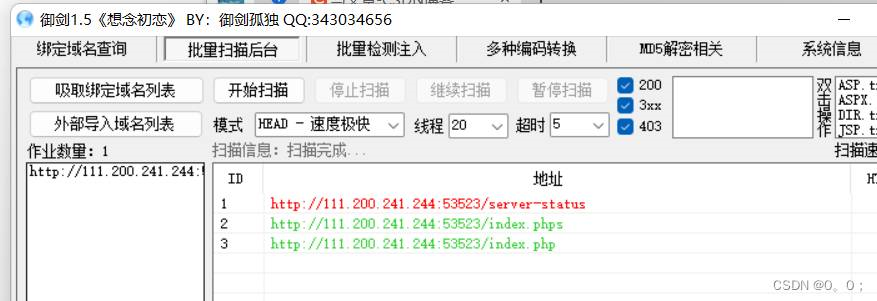 御剑1.5《想念初恋》 BY：御剑孤独 QQ:343034656
绑定域名查询 批量扫描后台 批量检测注入 多种编码转换 MD5解密相关 系统信息
吸取绑定域名列表 开始扫描 停止扫描 继续扫描 暂停扫描
外部导入域名列表 模式 HEAD - 速度极快 线程 20 超时 5
200
3xx
403
双击操作
ASP.t
ASPX.
DIR.t
JSP.t
作业数量：1 扫描信息：扫描完成... 扫描速
http://111.200.241.244:
ID 地址
1 http://111.200.241.244:53523/server-status
2 http://111.200.241.244:53523/index.phps
3 http://111.200.241.244:53523/index.php
CSDN @0。0；